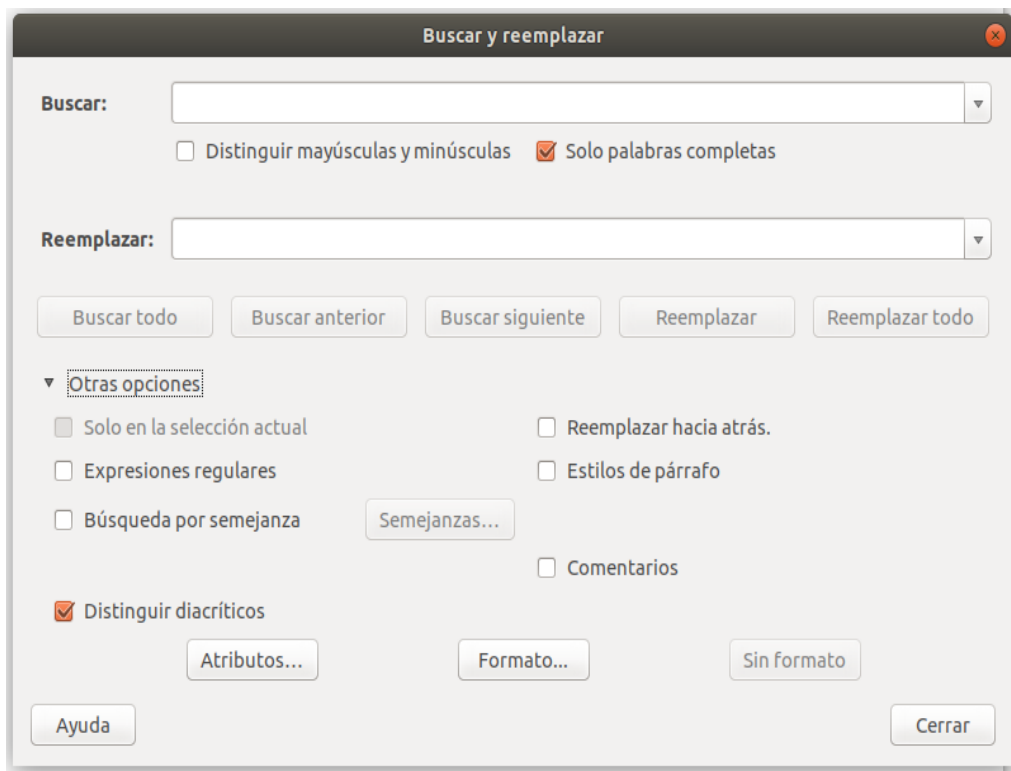 Buscar y reemplazar
Buscar:
Distinguir mayúsculas y minúsculas Solo palabras completas
Reemplazar:
Buscar todo Buscar anterior Buscar siguiente Reemplazar Reemplazar todo
Otras opciones
Solo en la selección actual Reemplazar hacia atrás.
Expresiones regulares Estilos de párrafo
Búsqueda por semejanza Semejanzas...
Comentarios
Distinguir diacríticos
Atributos... Formato... Sin formato
Ayuda Cerrar